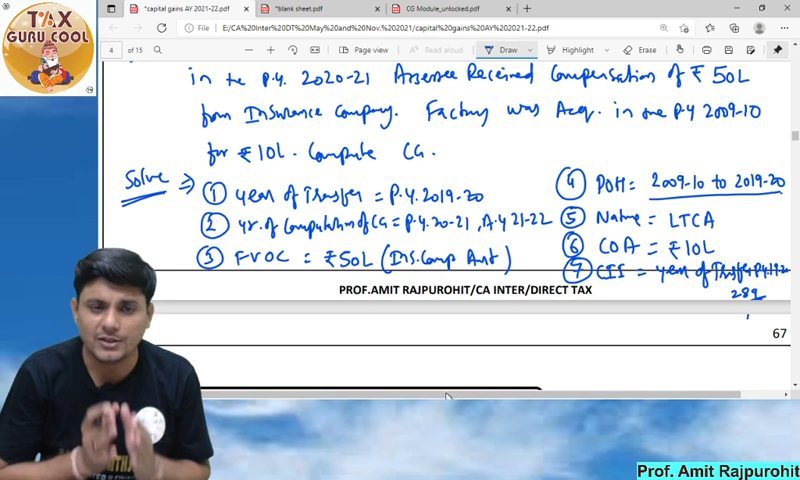 TAX
GURU COOL
*capital gains AY 2021-22.pdf
*blank sheet.pdf
CG Module_unlocked.pdf
File
E:/CA%20Inter%20DT%20May%20and%20Nov.%202021/capital%20gains%20AY%202021-22.pdf
4 of 15
Page view
Read aloud
Draw
Highlight
Erase
in the P.Y. 2020-21 Assessee Received Compensation of ₹ 50L
from Insurance Company. Factory was Acq. in the P.Y 2009-10
for ₹10L. Compute CG.
Solve ⇒ ① year of Transfer = P.Y. 2019-20
② yr. of Computation of CG = P.Y. 20-21, A.Y 21-22
③ FVOC = ₹50L (Ins. Comp Amt)
④ POH = 2009-10 to 2019-20
⑤ Nature = LTCA
⑥ COA = ₹10L
⑦ CII = year of Transfer P.Y. 19-20
289
PROF.AMIT RAJPUROHIT/CA INTER/DIRECT TAX
67
Prof. Amit Rajpurohit